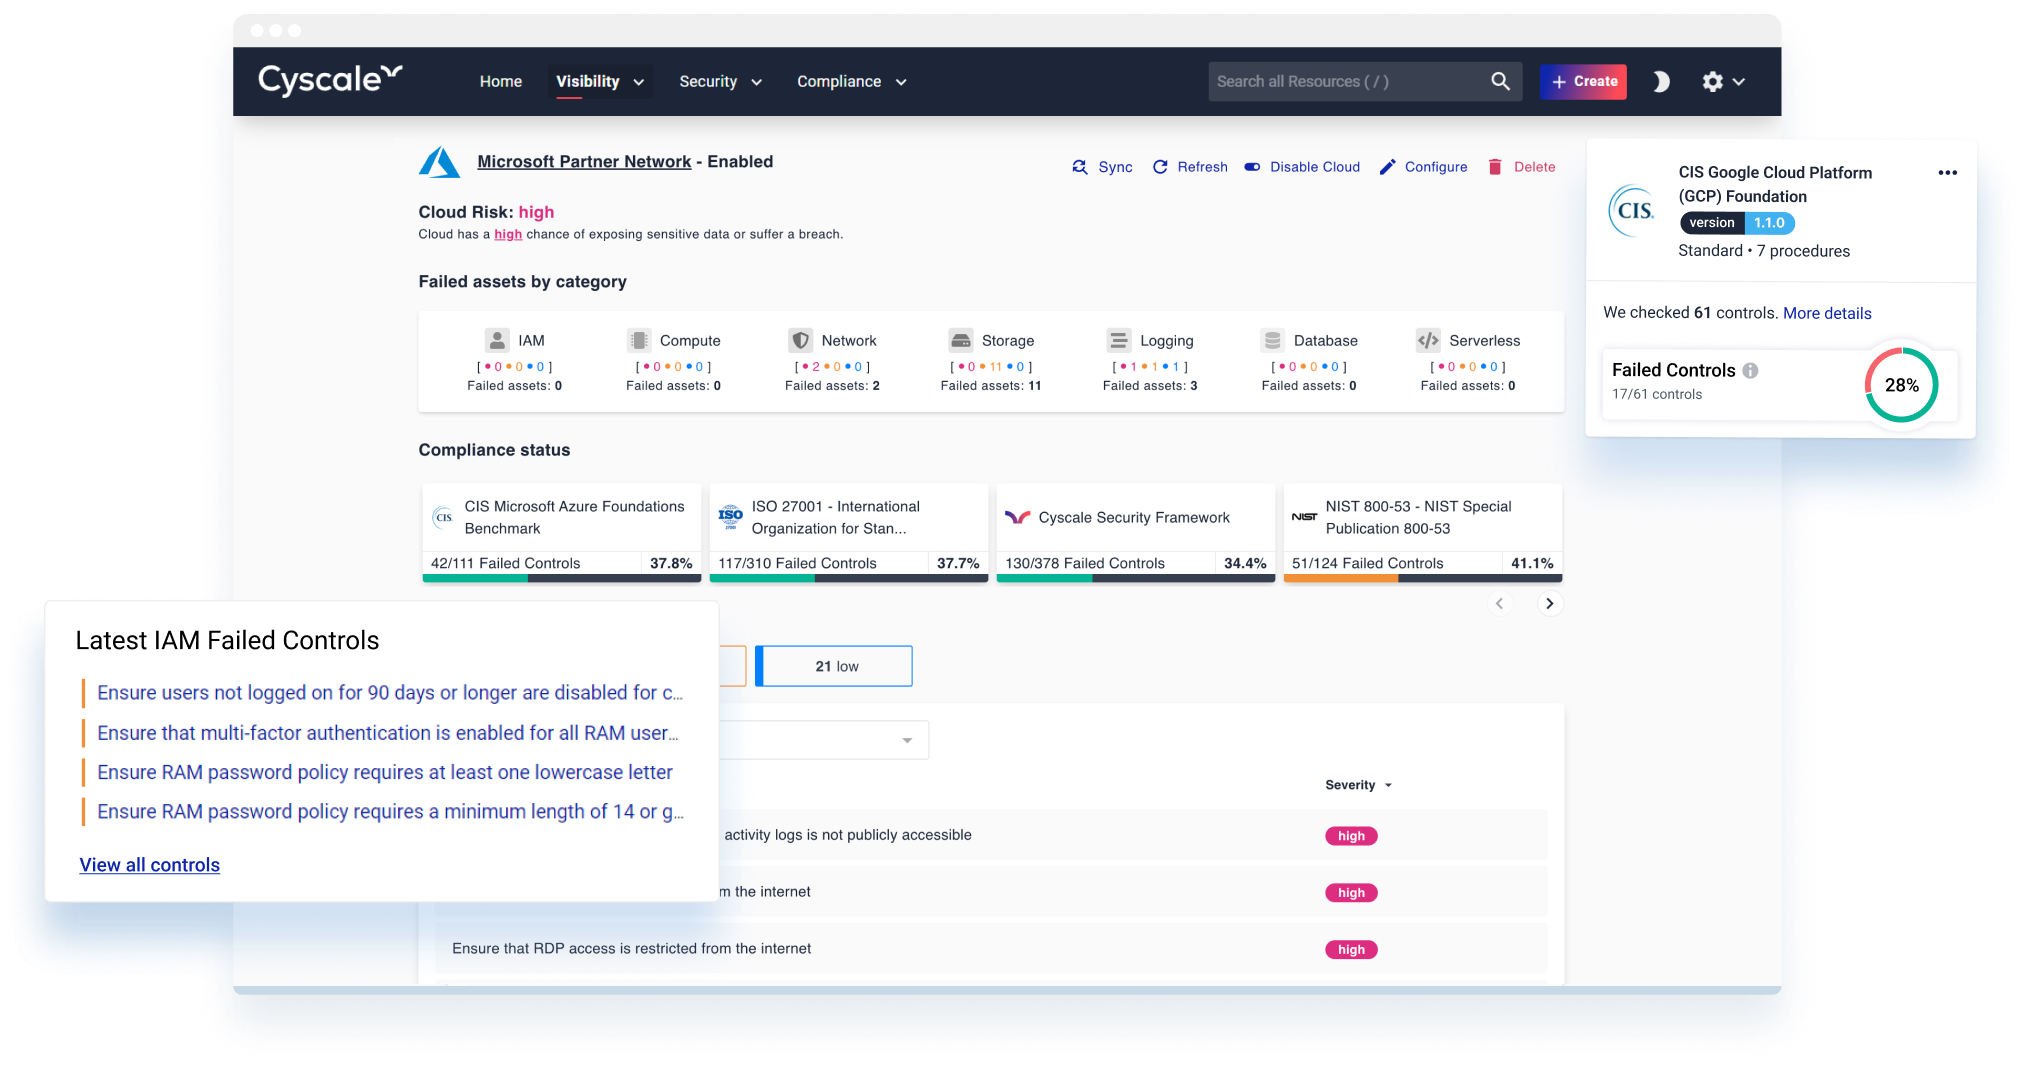 Cyscale
Home Visibility Security Compliance Search all Resources ( / ) + Create
Microsoft Partner Network - Enabled
Sync Refresh Disable Cloud Configure Delete
Cloud Risk: high
Cloud has a high chance of exposing sensitive data or suffer a breach.
Failed assets by category
IAM Compute Network Storage Logging Database Serverless
[ • 0 • 0 • 0 ] [ • 0 • 0 • 0 ] [ • 2 • 0 • 0 ] [ • 0 • 11 • 0 ] [ • 1 • 1 • 1 ] [ • 0 • 0 • 0 ] [ • 0 • 0 • 0 ]
Failed assets: 0 Failed assets: 0 Failed assets: 2 Failed assets: 11 Failed assets: 3 Failed assets: 0 Failed assets: 0
CIS.
CIS Google Cloud Platform
(GCP) Foundation
version 1.1.0
Standard • 7 procedures
We checked 61 controls. More details
Failed Controls
17/61 controls
28%
Compliance status
CIS.
CIS Microsoft Azure Foundations
Benchmark
42/111 Failed Controls 37.8%
ISO
27001
ISO 27001 - International
Organization for Stan...
117/310 Failed Controls 37.7%
Cyscale Security Framework
130/378 Failed Controls 34.4%
NIST
NIST 800-53 - NIST Special
Publication 800-53
51/124 Failed Controls 41.1%
Latest IAM Failed Controls
Ensure users not logged on for 90 days or longer are disabled for c...
Ensure that multi-factor authentication is enabled for all RAM user...
Ensure RAM password policy requires at least one lowercase letter
Ensure RAM password policy requires a minimum length of 14 or g...
View all controls
21 low
Severity
activity logs is not publicly accessible high
m the internet high
Ensure that RDP access is restricted from the internet high